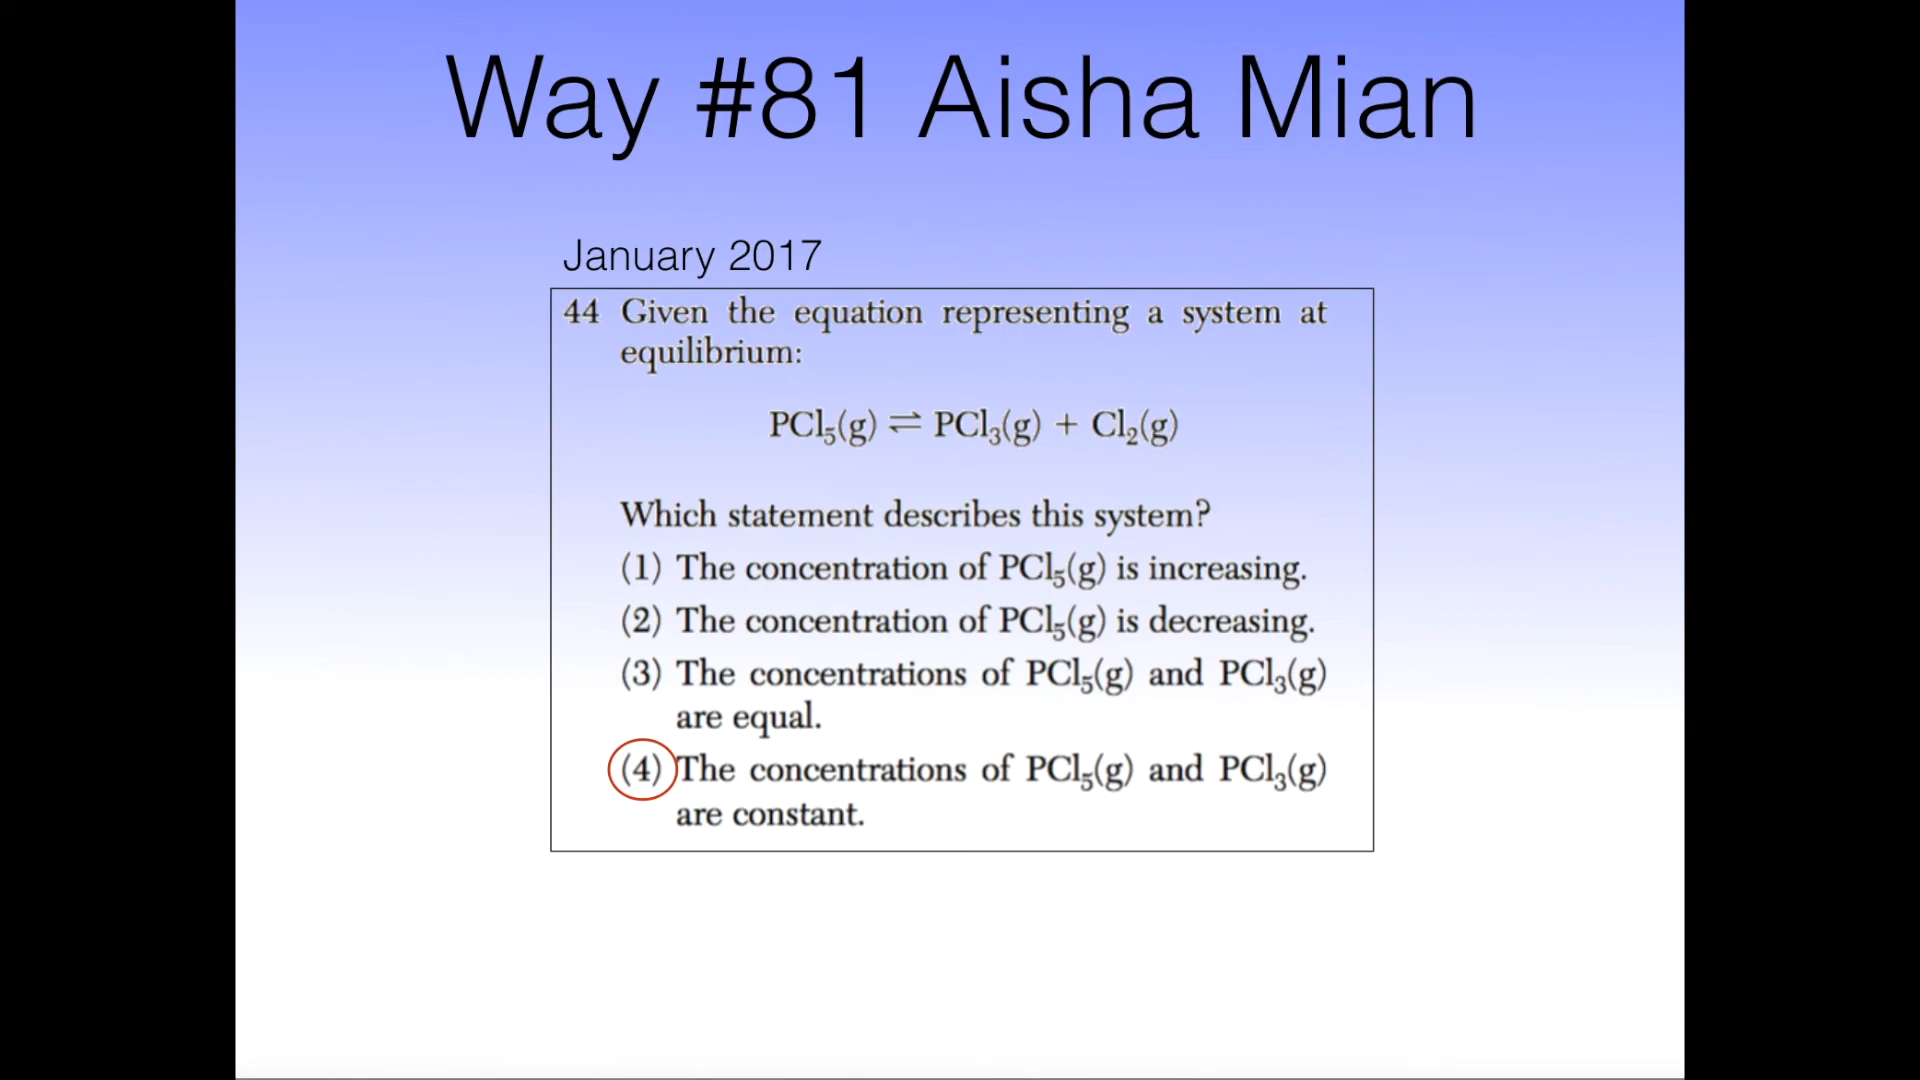 Way #81 Aisha Mian
January 2017
44 Given the equation representing a system at
equilibrium:
PCl₅(g) ⇌ PCl₃(g) + Cl₂(g)
Which statement describes this system?
(1) The concentration of PCl₅(g) is increasing.
(2) The concentration of PCl₅(g) is decreasing.
(3) The concentrations of PCl₅(g) and PCl₃(g)
are equal.
(4) The concentrations of PCl₅(g) and PCl₃(g)
are constant.